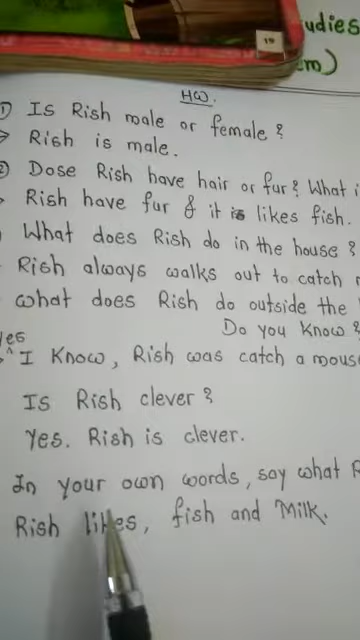 udies
em)
19
HW.
① Is Rish male or female?
→ Rish is male.
② Dose Rish have hair or fur? What i
Rish have fur & it is likes fish.
What does Rish do in the house?
Rish always walks out to catch
what does Rish do outside the
Do you know?
yes
^ I Know, Rish was catch a mouse
Is Rish clever?
Yes. Rish is clever.
In your own words, say what R
Rish likes, fish and Milk.